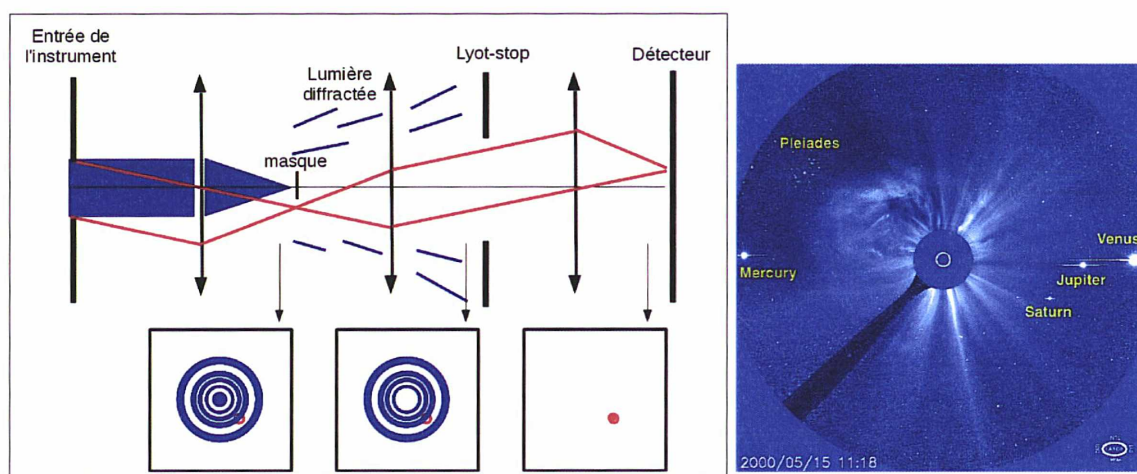 Entrée de
l'instrument
Lumière
diffractée
masque
Lyot-stop
Détecteur
Pleiades
Mercury
Venus
Jupiter
Saturn
2000/05/15 11:18